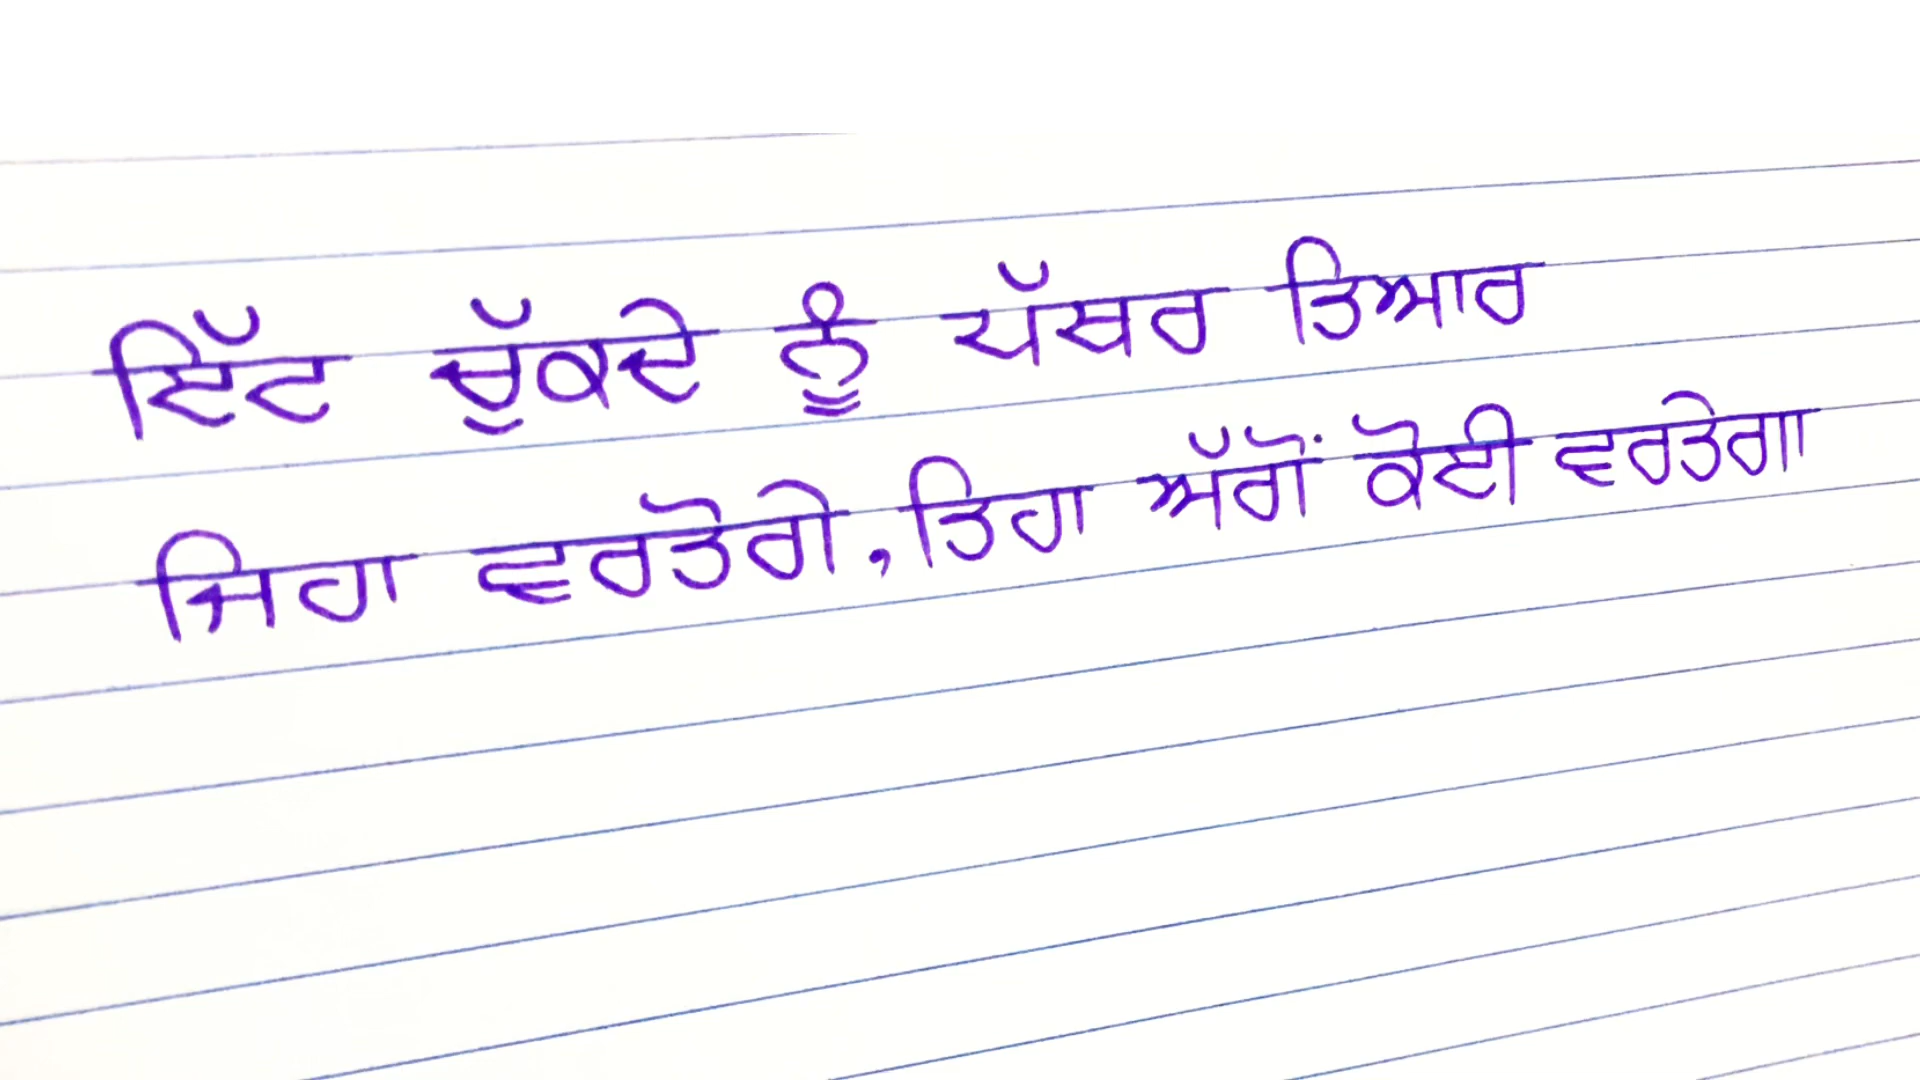 ਇੱਟ ਚੁੱਕਦੇ ਨੂੰ ਪੱਥਰ ਤਿਆਰ
ਜਿਹਾ ਵਰਤੋਗੇ, ਤਿਹਾ ਅੱਗੋਂ ਕੋਈ ਵਰਤੇਗਾ